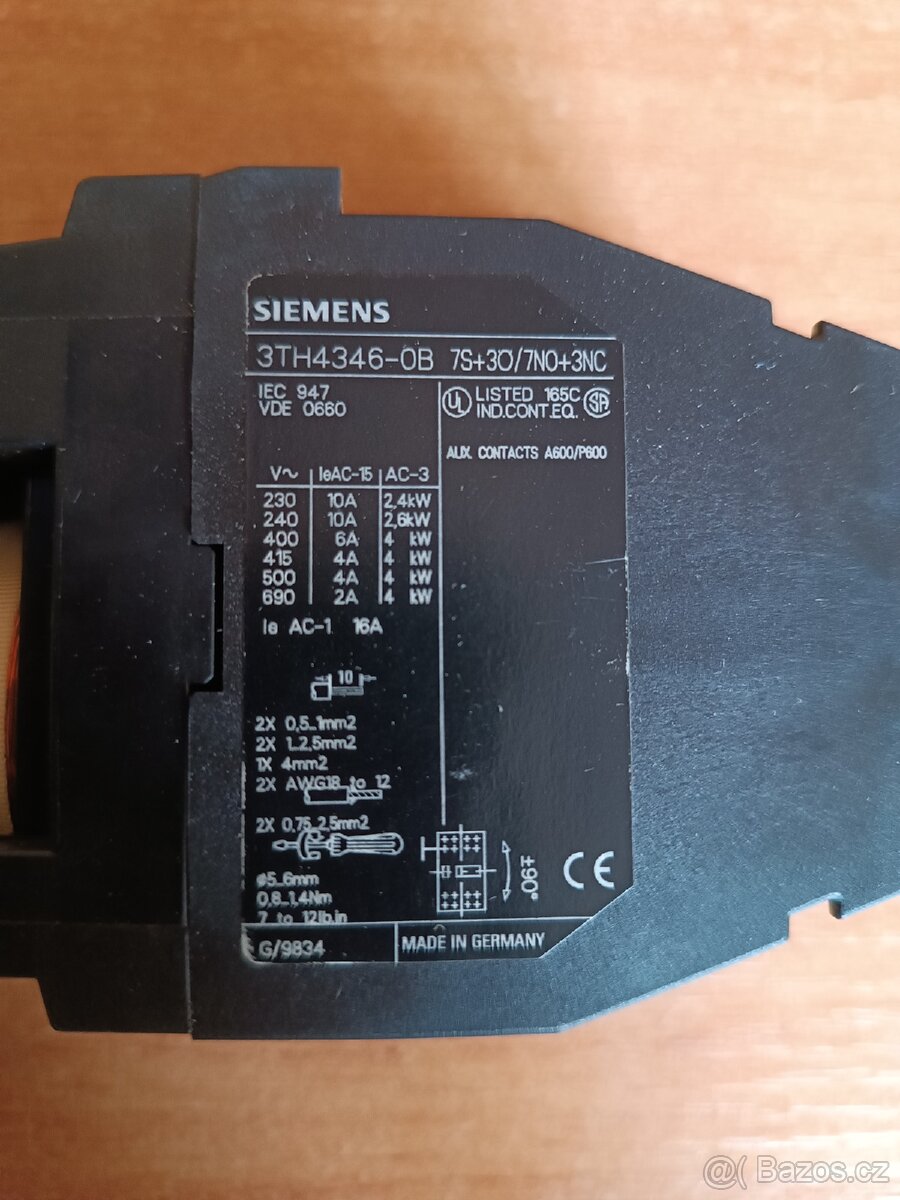 SIEMENS
3TH4346-0B 7S+3Ö/7NO+3NC
IEC 947
VDE 0660
UL LISTED 165C
IND.CONT.EQ.
AUX. CONTACTS A600/P600
V~ IeAC-15 AC-3
230 10A 2,4kW
240 10A 2,6kW
400 6A 4 kW
415 4A 4 kW
500 4A 4 kW
690 2A 4 kW
Ie AC-1 16A
10
2X 0,5...1mm2
2X 1...2,5mm2
1X 4mm2
2X AWG18 to 12
2X 0,75...2,5mm2
ø5...6mm
0,8...1,4Nm
7 to 12lb.in
±90°
CE
G/9834
MADE IN GERMANY
@ Bazos.cz